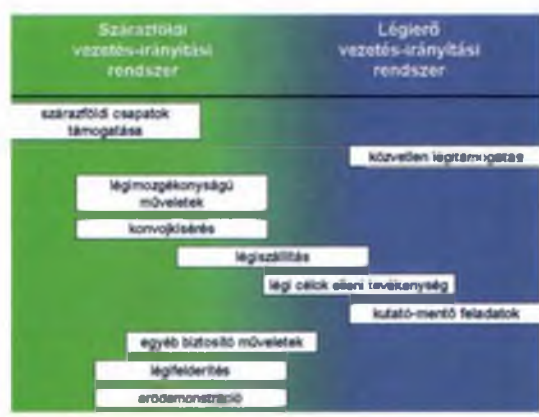 Szárazföldi
vezetés-irányítási
rendszer
Légierő
vezetés-irányítási
rendszer
szárazföldi csapatok
támogatása
közvetlen légitámogatás
légimozgékonyságú
műveletek
konvojkísérés
légiszállítás
légi célok elleni tevékenység
kutató-mentő feladatok
egyéb biztosító műveletek
légifelderítés
erődemonstráció